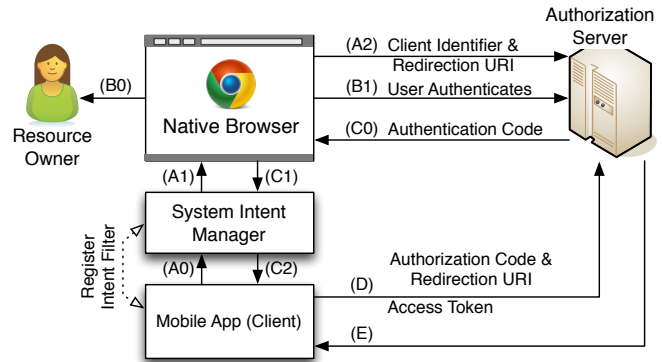 Authorization
Server
(A2) Client Identifier &
Redirection URI
(B0)
(B1) User Authenticates
Native Browser
(C0) Authentication Code
Resource
Owner
(A1)
(C1)
System Intent
Manager
Register
Intent Filter
(A0)
(C2)
Authorization Code &
Redirection URI
(D)
Access Token
Mobile App (Client)
(E)